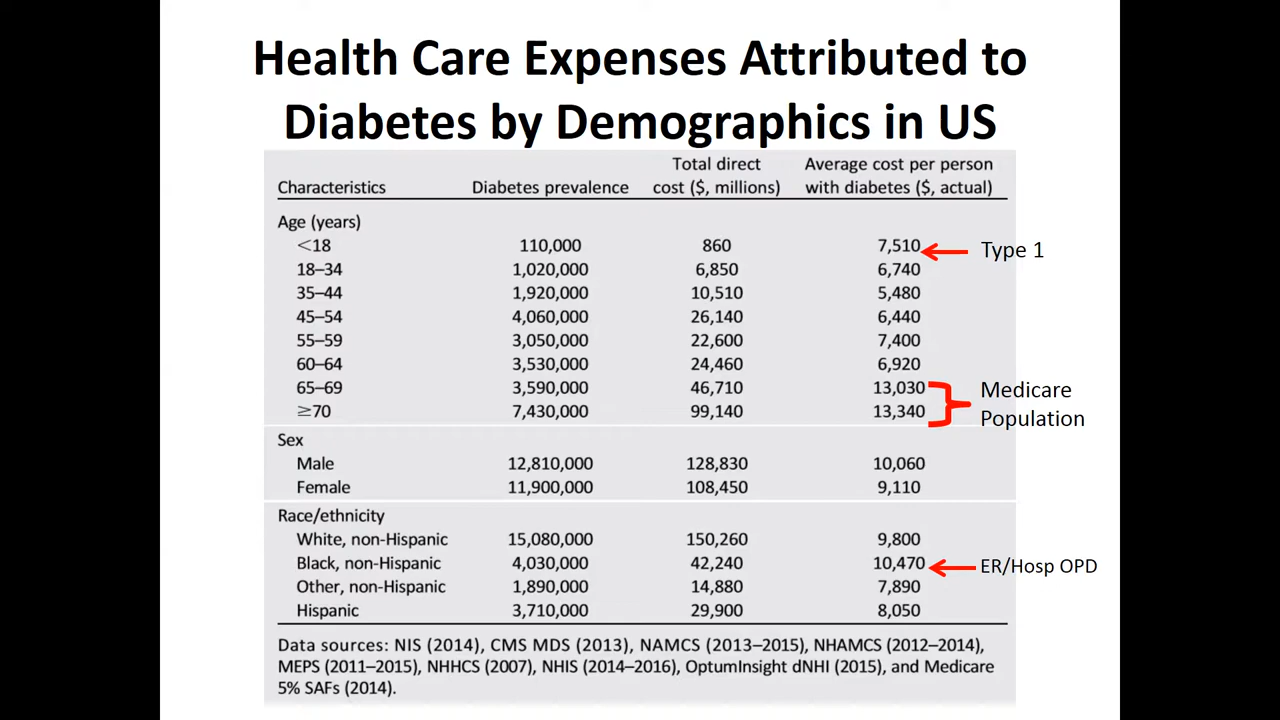 Health Care Expenses Attributed to
Diabetes by Demographics in US
Total direct Average cost per person
Characteristics Diabetes prevalence cost ($, millions) with diabetes ($, actual)
Age (years)
<18 110,000 860 7,510 Type 1
18–34 1,020,000 6,850 6,740
35–44 1,920,000 10,510 5,480
45–54 4,060,000 26,140 6,440
55–59 3,050,000 22,600 7,400
60–64 3,530,000 24,460 6,920
65–69 3,590,000 46,710 13,030 Medicare
≥70 7,430,000 99,140 13,340 Population
Sex
Male 12,810,000 128,830 10,060
Female 11,900,000 108,450 9,110
Race/ethnicity
White, non-Hispanic 15,080,000 150,260 9,800
Black, non-Hispanic 4,030,000 42,240 10,470 ER/Hosp OPD
Other, non-Hispanic 1,890,000 14,880 7,890
Hispanic 3,710,000 29,900 8,050
Data sources: NIS (2014), CMS MDS (2013), NAMCS (2013–2015), NHAMCS (2012–2014),
MEPS (2011–2015), NHHCS (2007), NHIS (2014–2016), OptumInsight dNHI (2015), and Medicare
5% SAFs (2014).